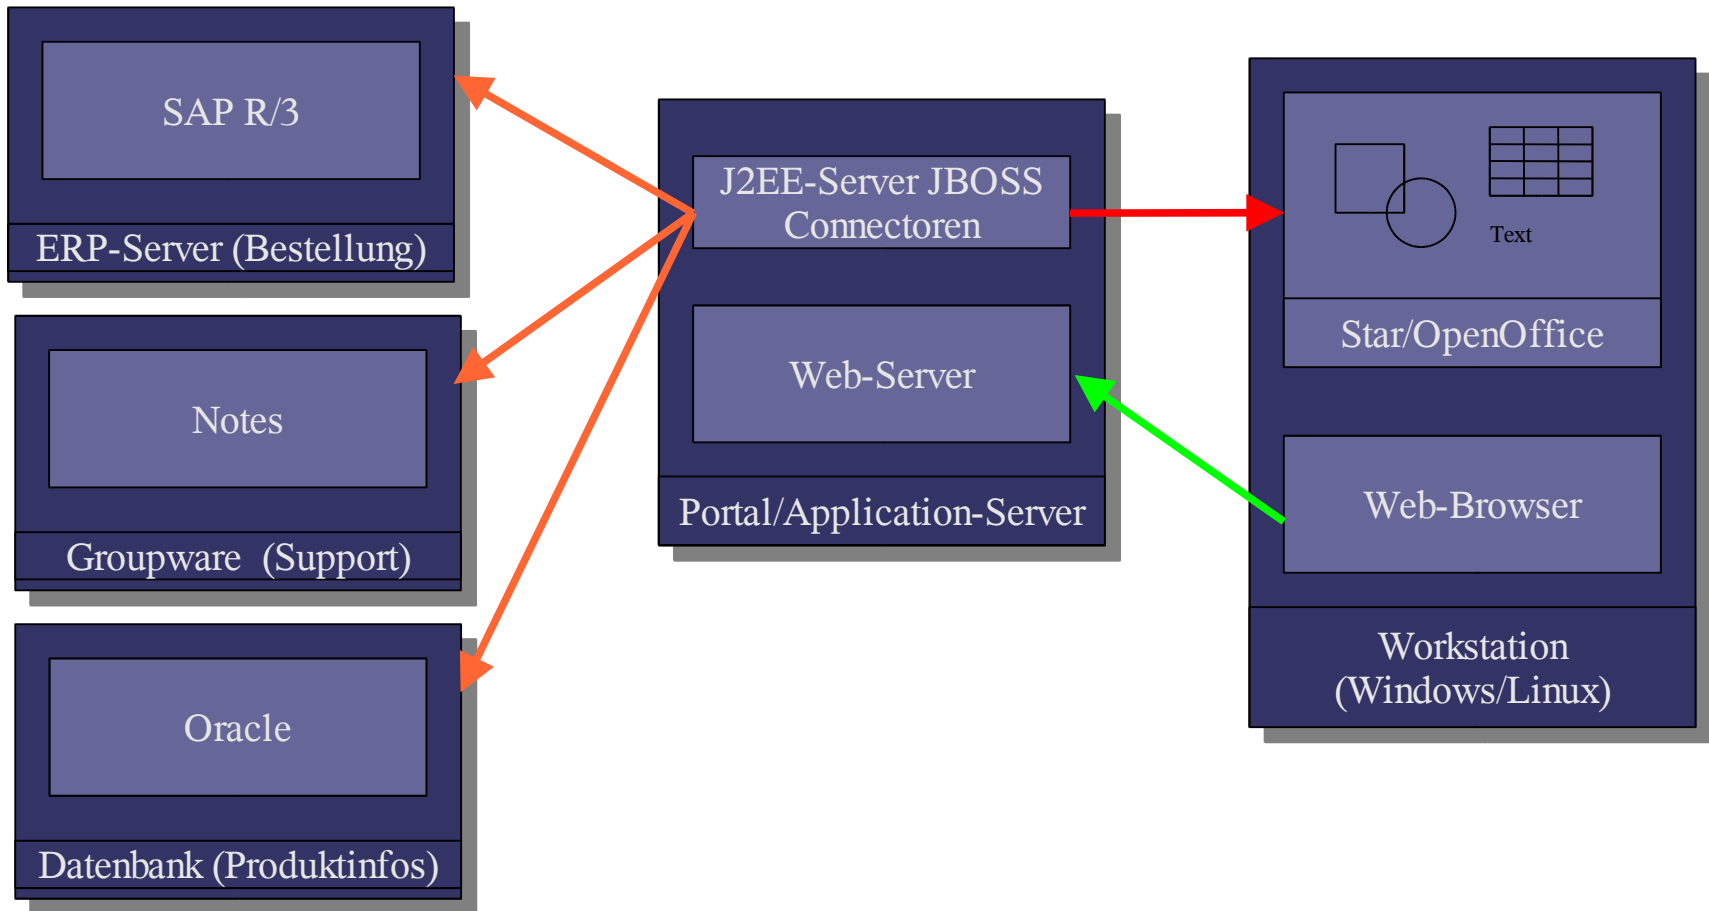 SAP R/3
ERP-Server (Bestellung)
Notes
Groupware  (Support)
Oracle
Datenbank (Produktinfos)
J2EE-Server JBOSS
Connectoren
Web-Server
Portal/Application-Server
Text
Star/OpenOffice
Web-Browser
Workstation
(Windows/Linux)